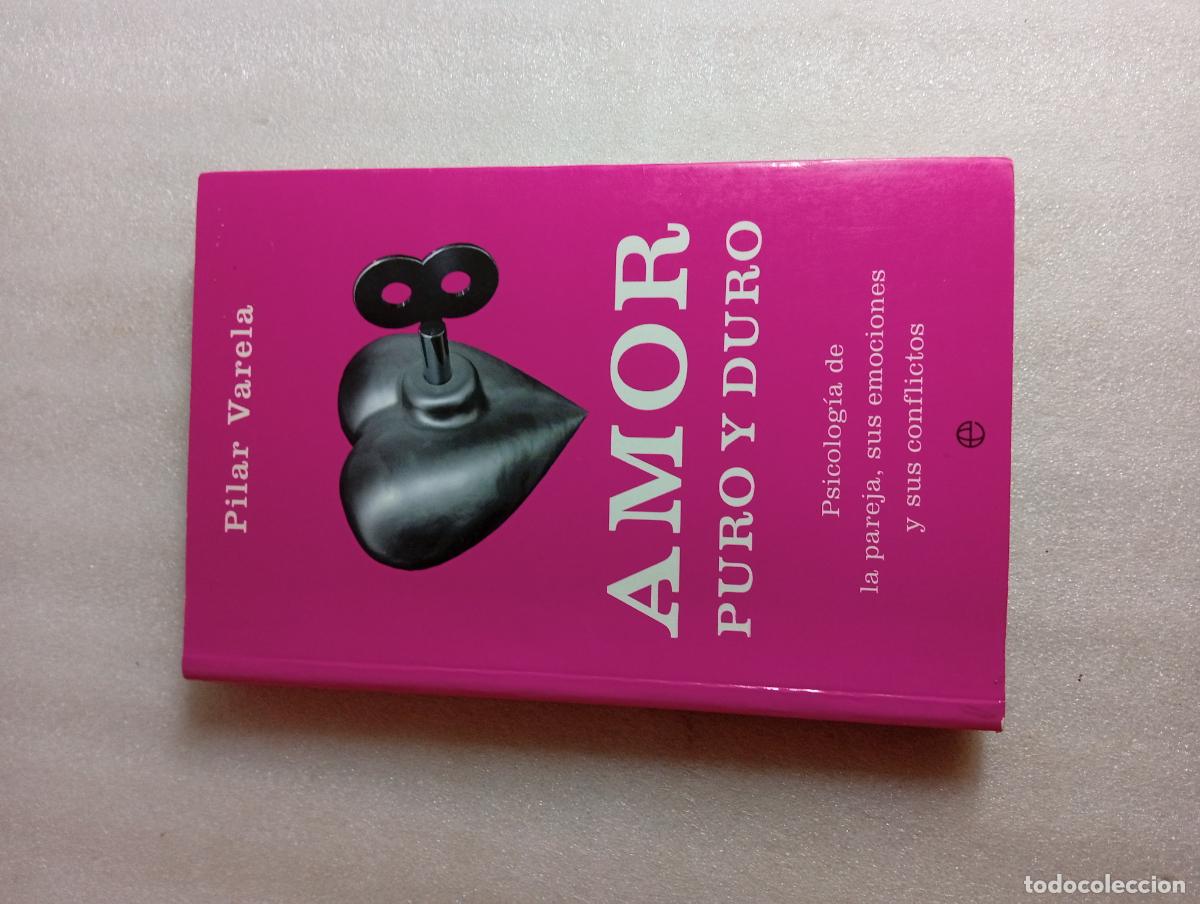 Pilar Varela
AMOR
PURO Y DURO
Psicología de
la pareja, sus emociones
y sus conflictos
todocoleccion